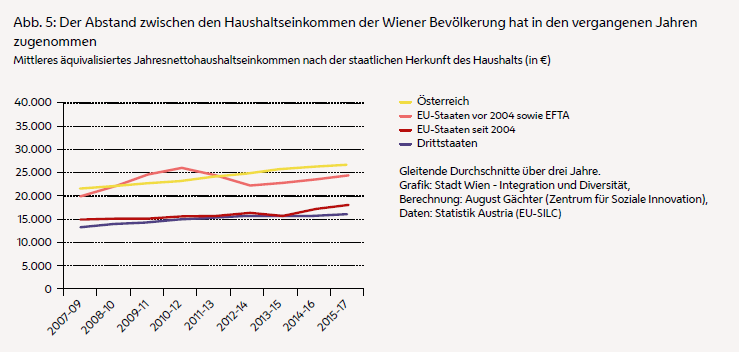 Abb. 5: Der Abstand zwischen den Haushaltseinkommen der Wiener Bevölkerung hat in den vergangenen Jahren
zugenommen
Mittleres äquivalisiertes Jahresnettohaushaltseinkommen nach der staatlichen Herkunft des Haushalts (in €)
40.000
35.000
30.000
25.000
20.000
15.000
10.000
5.000
0
2007-09
2008-10
2009-11
2010-12
2011-13
2012-14
2013-15
2014-16
2015-17
Österreich
EU-Staaten vor 2004 sowie EFTA
EU-Staaten seit 2004
Drittstaaten
Gleitende Durchschnitte über drei Jahre.
Grafik: Stadt Wien - Integration und Diversität,
Berechnung: August Gächter (Zentrum für Soziale Innovation),
Daten: Statistik Austria (EU-SILC)